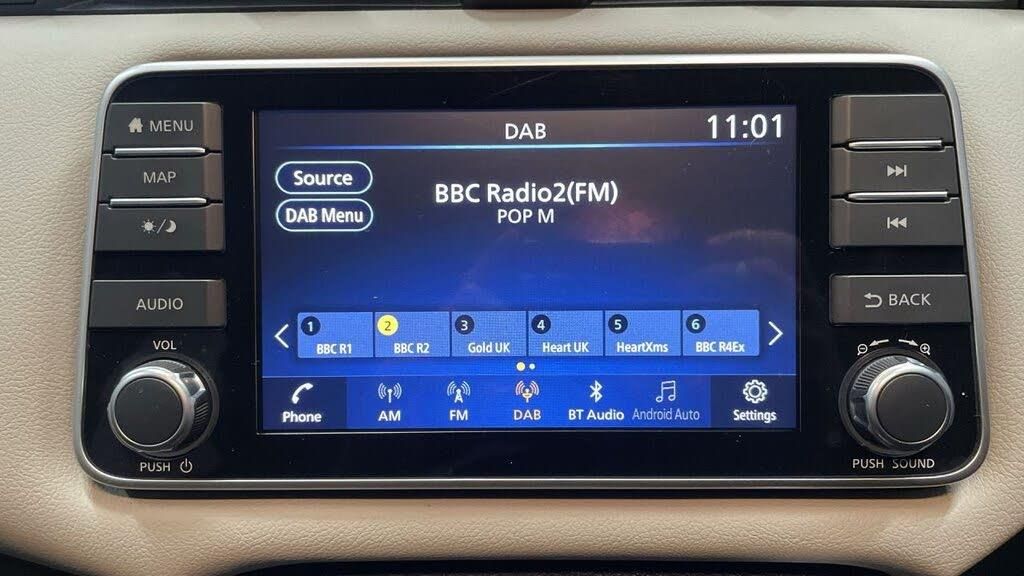 MENU
MAP
AUDIO
VOL
PUSH
DAB
11:01
Source
DAB Menu
BBC Radio2(FM)
POP M
1 2 3 4 5 6
BBC R1 BBC R2 Gold UK Heart UK HeartXms BBC R4Ex
Phone AM FM DAB BT Audio Android Auto Settings
BACK
PUSH SOUND